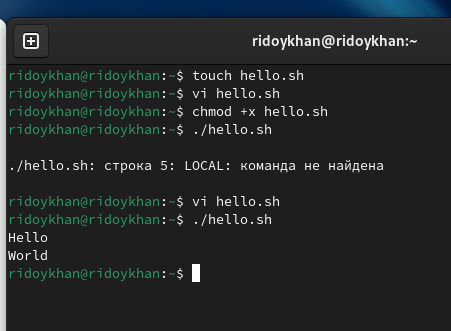 ridoykhan@ridoykhan:~
ridoykhan@ridoykhan:~$ touch hello.sh
ridoykhan@ridoykhan:~$ vi hello.sh
ridoykhan@ridoykhan:~$ chmod +x hello.sh
ridoykhan@ridoykhan:~$ ./hello.sh
./hello.sh: строка 5: LOCAL: команда не найдена
ridoykhan@ridoykhan:~$ vi hello.sh
ridoykhan@ridoykhan:~$ ./hello.sh
Hello
World
ridoykhan@ridoykhan:~$